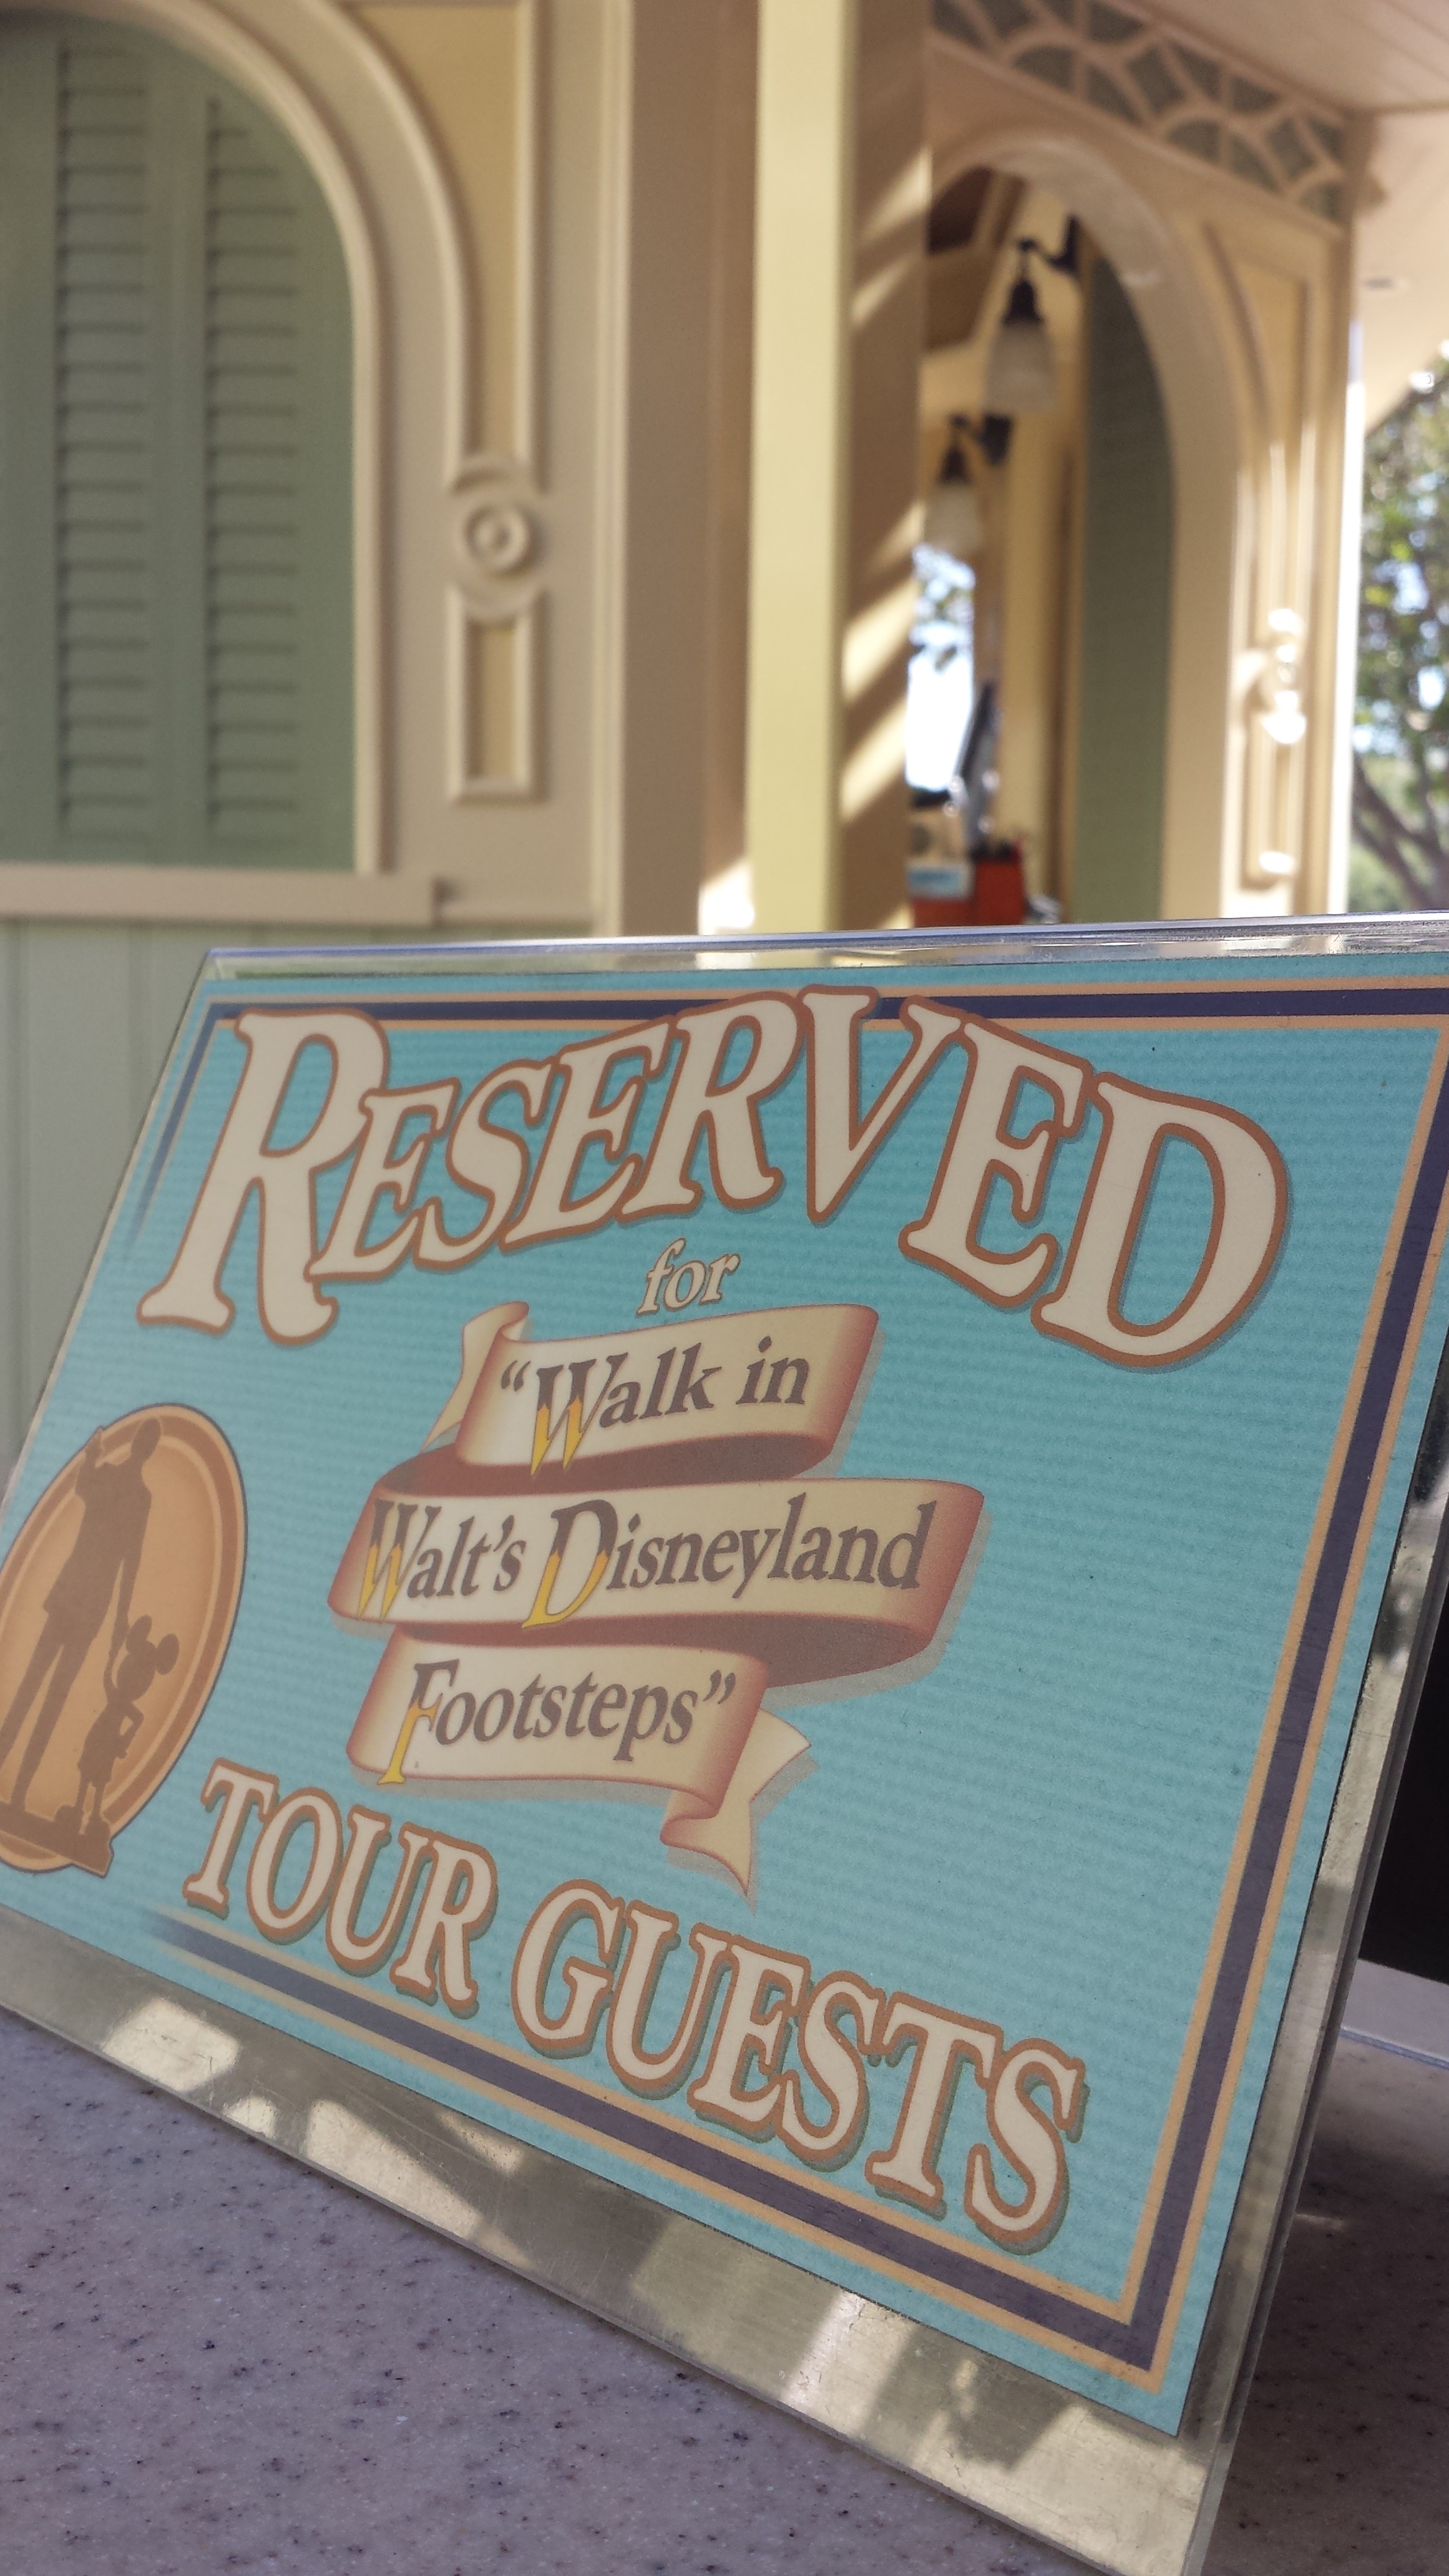 RESERVED
for
“Walk in
Walt’s Disneyland
Footsteps”
TOUR GUESTS